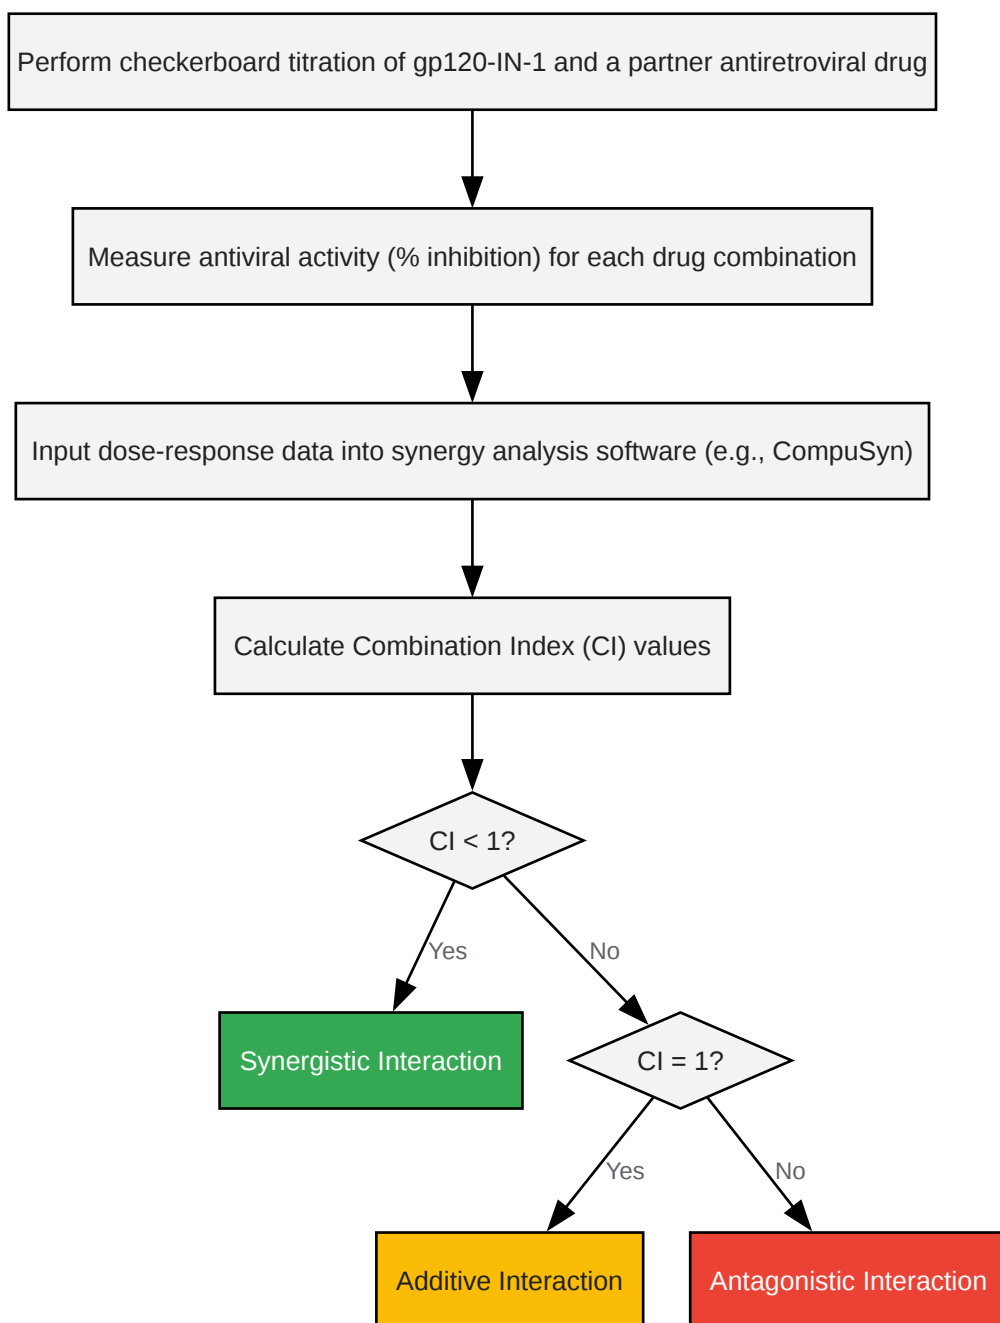 Perform checkerboard titration of gp120-IN-1 and a partner antiretroviral drug
Measure antiviral activity (% inhibition) for each drug combination
Input dose-response data into synergy analysis software (e.g., CompuSyn)
Calculate Combination Index (CI) values
CI < 1?
Yes
No
Synergistic Interaction
CI = 1?
Yes
No
Additive Interaction
Antagonistic Interaction